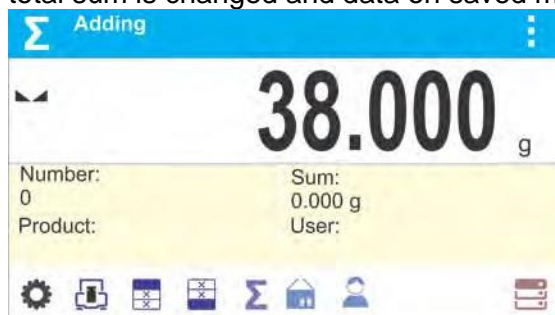 Σ Adding
38.000 g
Number: Sum:
0 0.000 g
Product: User:
Σ